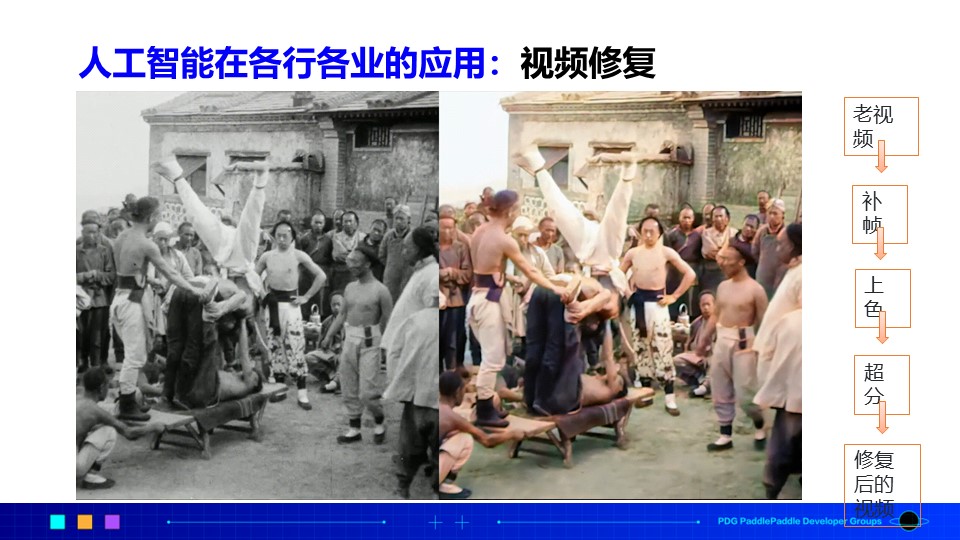 人工智能在各行各业的应用：视频修复
老视
频
补
帧
上
色
超
分
修复
后的
视频
PDG PaddlePaddle Developer Groups